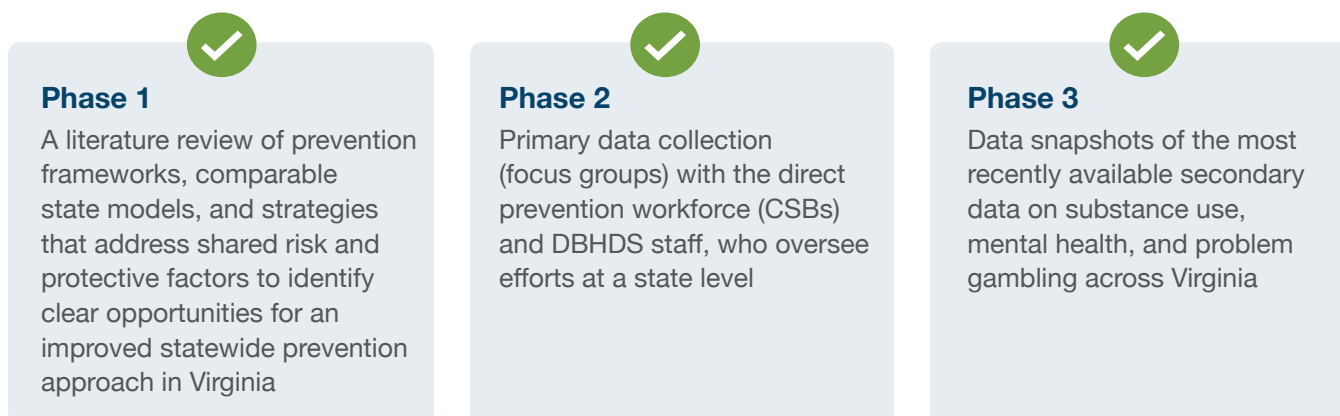 Phase 1
A literature review of prevention
frameworks, comparable
state models, and strategies
that address shared risk and
protective factors to identify
clear opportunities for an
improved statewide prevention
approach in Virginia
Phase 2
Primary data collection
(focus groups) with the direct
prevention workforce (CSBs)
and DBHDS staff, who oversee
efforts at a state level
Phase 3
Data snapshots of the most
recently available secondary
data on substance use,
mental health, and problem
gambling across Virginia